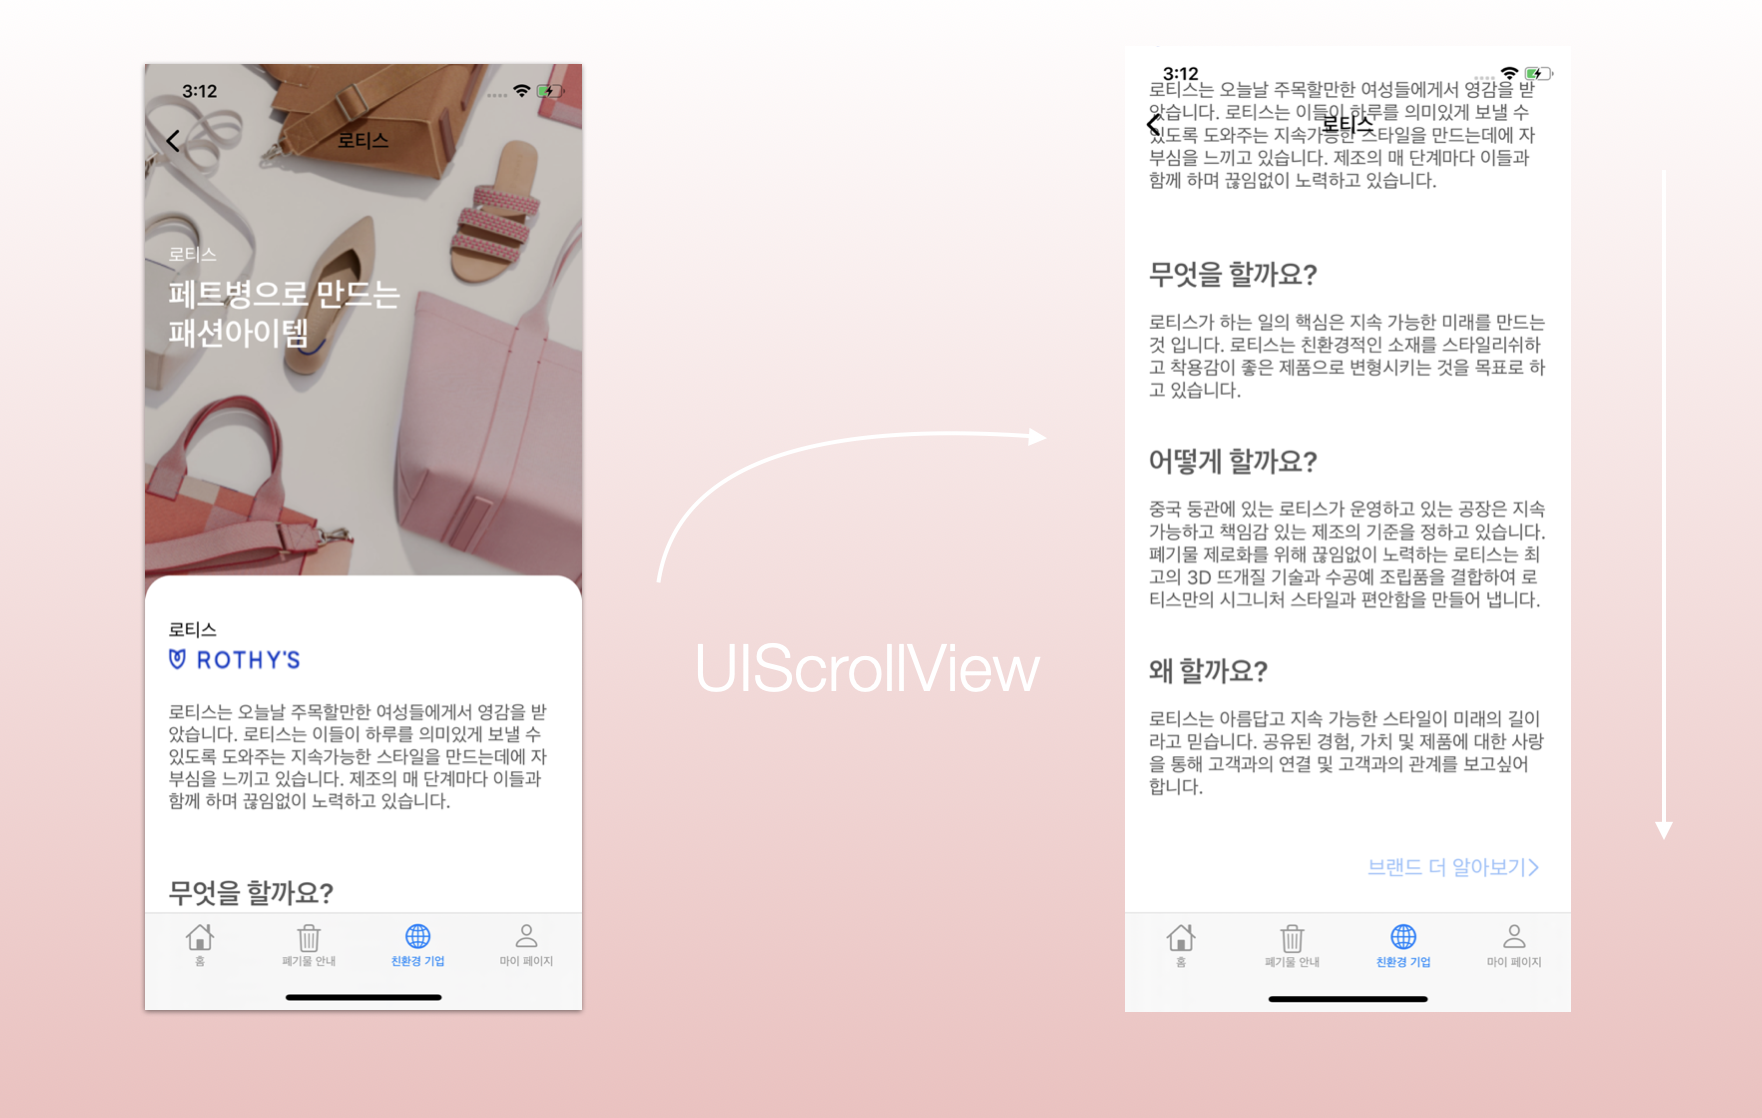 3:12
로티스
로티스
페트병으로 만드는
패션아이템
로티스
ROTHY'S
로티스는 오늘날 주목할만한 여성들에게서 영감을 받
았습니다. 로티스는 이들이 하루를 의미있게 보낼 수
있도록 도와주는 지속가능한 스타일을 만드는데에 자
부심을 느끼고 있습니다. 제조의 매 단계마다 이들과
함께 하며 끊임없이 노력하고 있습니다.
무엇을 할까요?
홈
폐기물 안내
친환경 기업
마이 페이지
UIScrollView
3:12
로티스는 오늘날 주목할만한 여성들에게서 영감을 받
았습니다. 로티스는 이들이 하루를 의미있게 보낼 수
로티스
있도록 도와주는 지속가능한 스타일을 만드는데에 자
부심을 느끼고 있습니다. 제조의 매 단계마다 이들과
함께 하며 끊임없이 노력하고 있습니다.
무엇을 할까요?
로티스가 하는 일의 핵심은 지속 가능한 미래를 만드는
것 입니다. 로티스는 친환경적인 소재를 스타일리쉬하
고 착용감이 좋은 제품으로 변형시키는 것을 목표로 하
고 있습니다.
어떻게 할까요?
중국 둥관에 있는 로티스가 운영하고 있는 공장은 지속
가능하고 책임감 있는 제조의 기준을 정하고 있습니다.
폐기물 제로화를 위해 끊임없이 노력하는 로티스는 최
고의 3D 뜨개질 기술과 수공예 조립품을 결합하여 로
티스만의 시그니처 스타일과 편안함을 만들어 냅니다.
왜 할까요?
로티스는 아름답고 지속 가능한 스타일이 미래의 길이
라고 믿습니다. 공유된 경험, 가치 및 제품에 대한 사랑
을 통해 고객과의 연결 및 고객과의 관계를 보고싶어
합니다.
브랜드 더 알아보기
홈
폐기물 안내
친환경 기업
마이 페이지